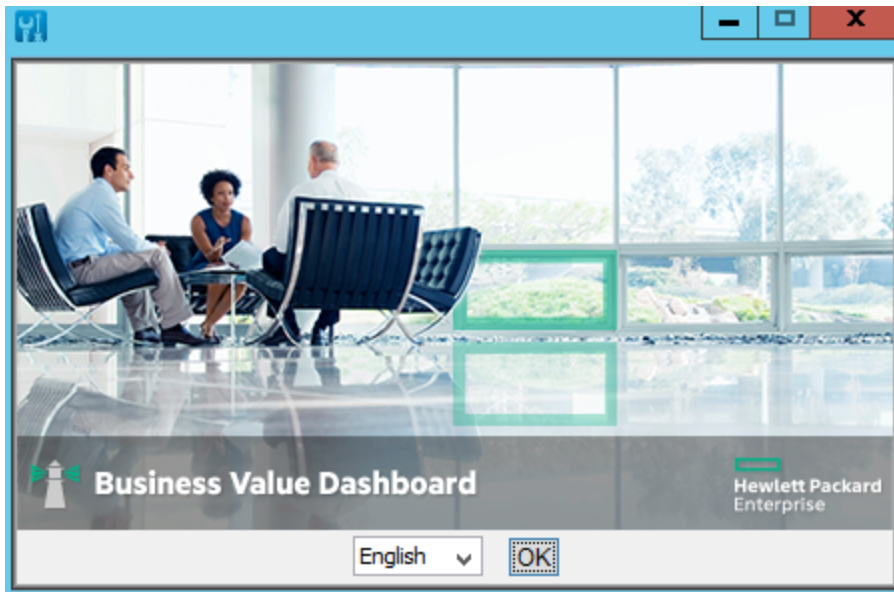 Business Value Dashboard
Hewlett Packard
Enterprise
English
OK